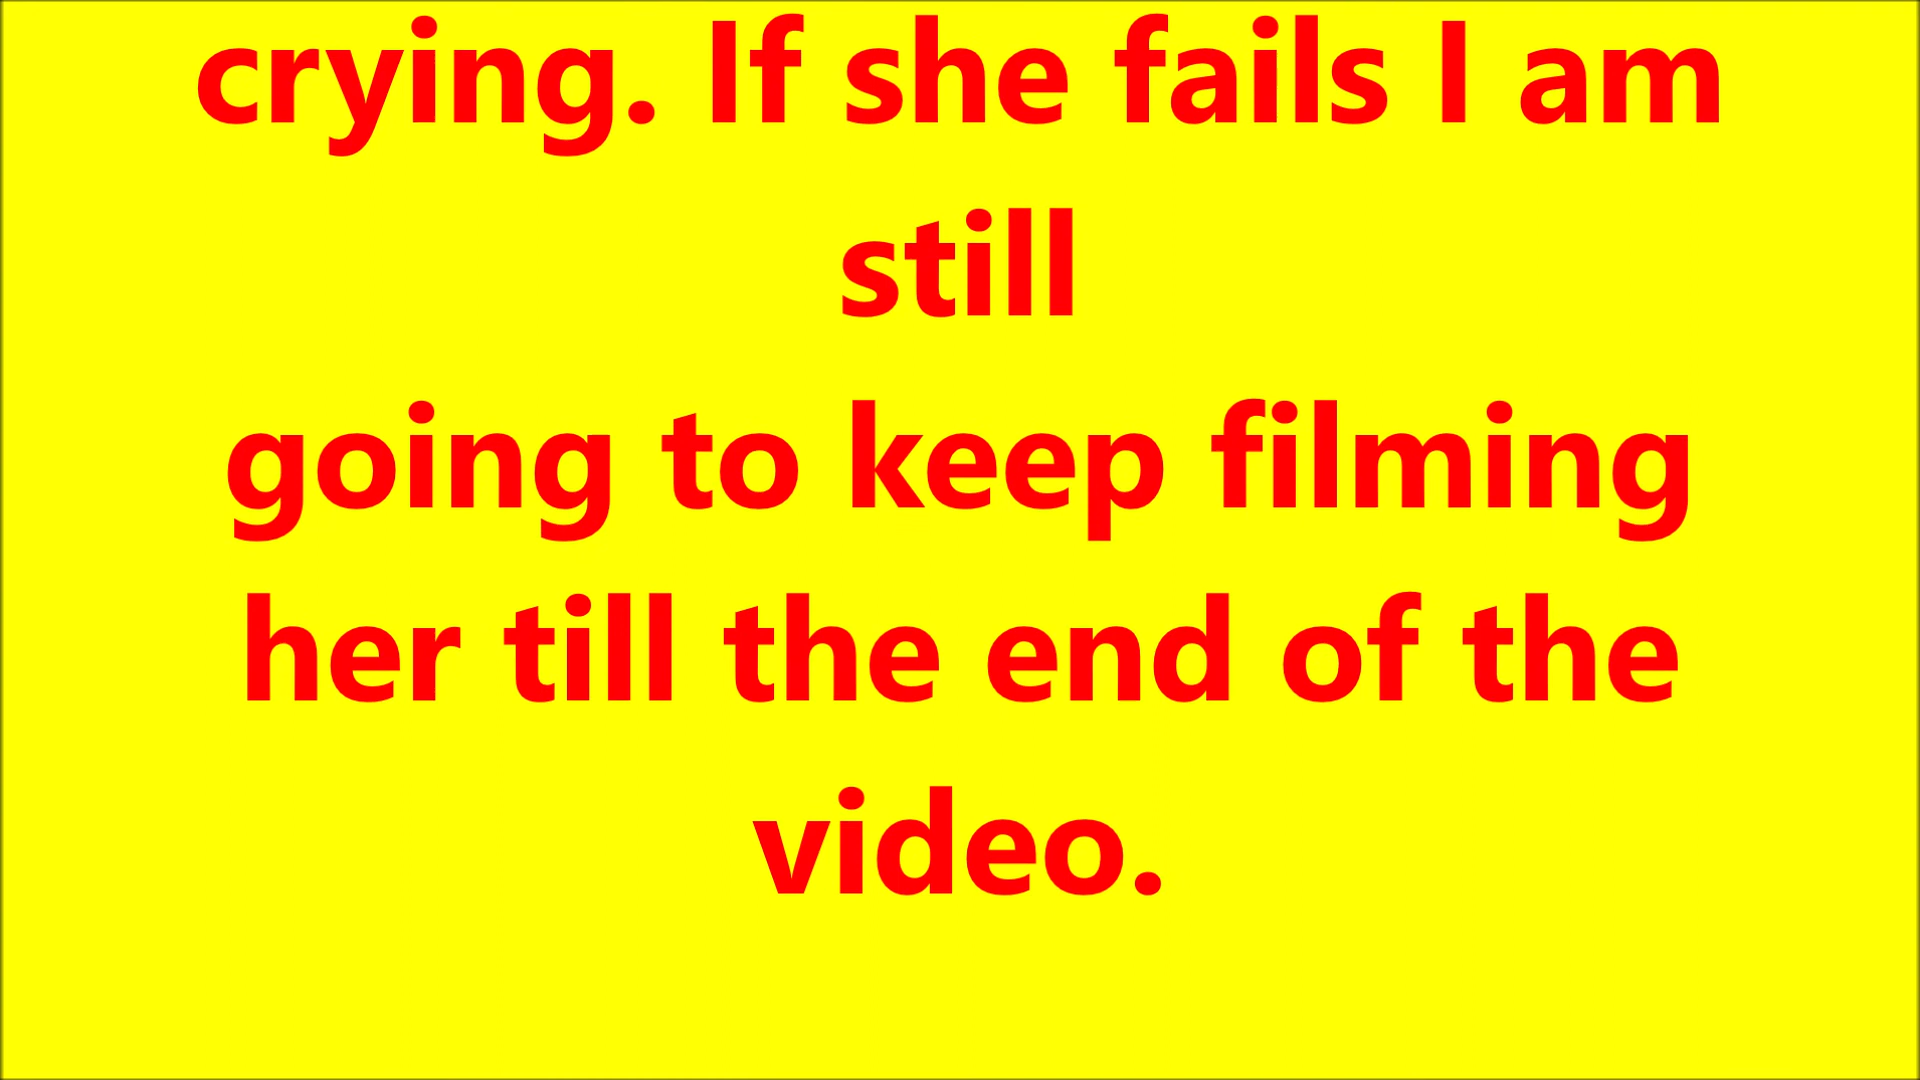 crying. If she fails I am
still
going to keep filming
her till the end of the
video.